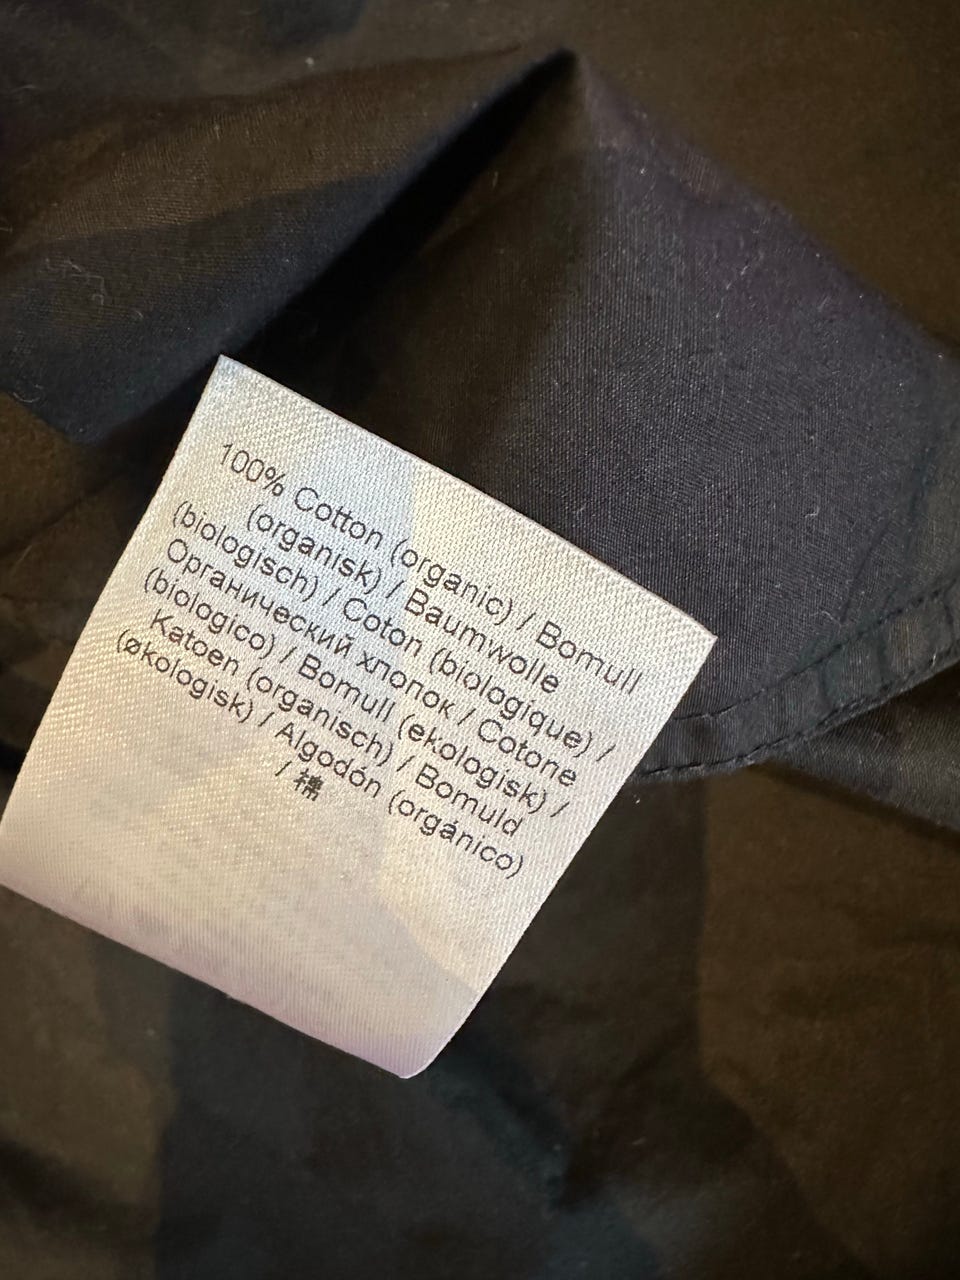 100% Cotton (organic) / Bomull
(organisk) / Baumwolle
(biologisch) / Coton (biologique) /
Органический хлопок / Cotone
(biologico) / Bomull (ekologisk) /
Katoen (organisch) / Bomuld
(økologisk) / Algodón (orgánico)
/ 棉